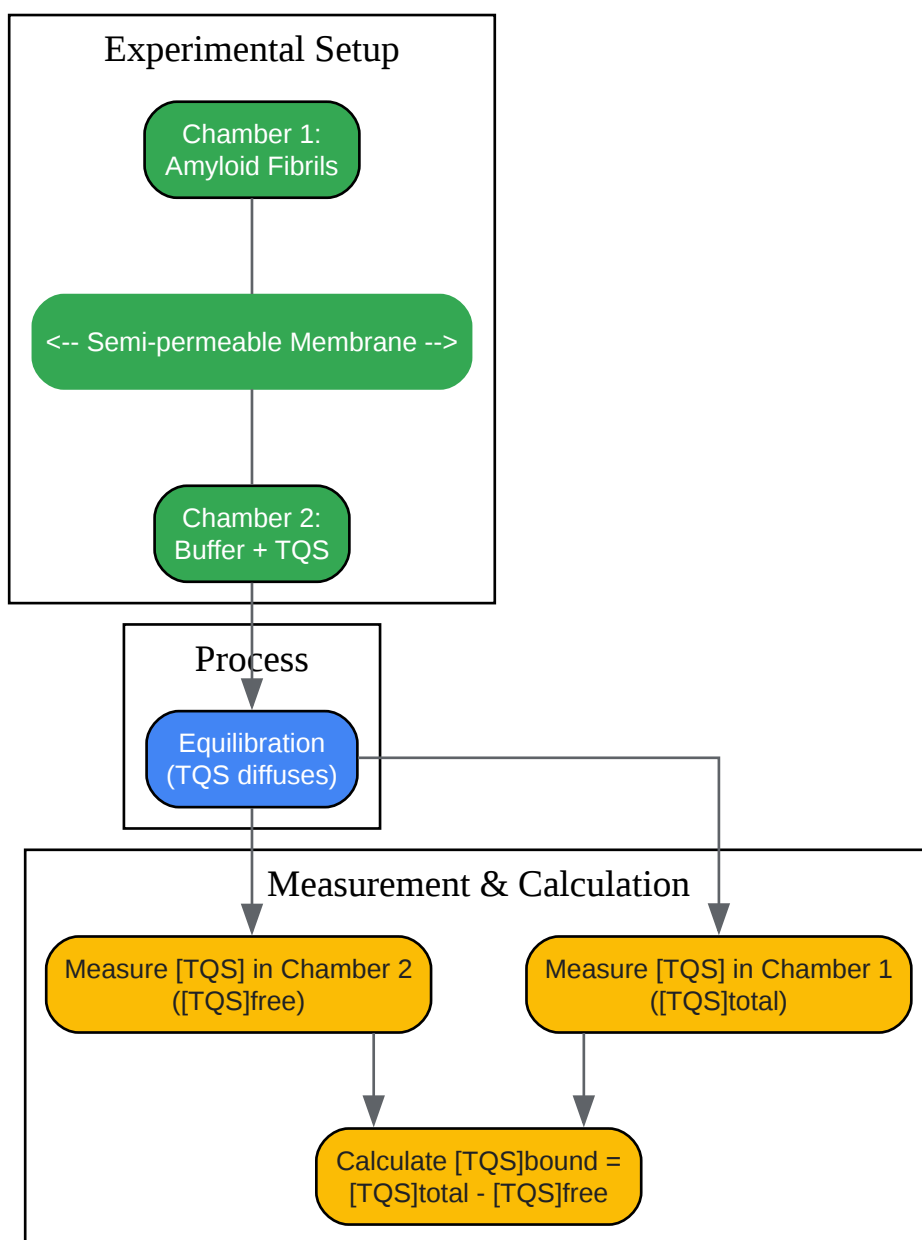 Experimental Setup
Chamber 1:
Amyloid Fibrils
<-- Semi-permeable Membrane -->
Chamber 2:
Buffer + TQS
Process
Equilibration
(TQS diffuses)
Measurement & Calculation
Measure [TQS] in Chamber 2
([TQS]free)
Measure [TQS] in Chamber 1
([TQS]total)
Calculate [TQS]bound =
[TQS]total - [TQS]free